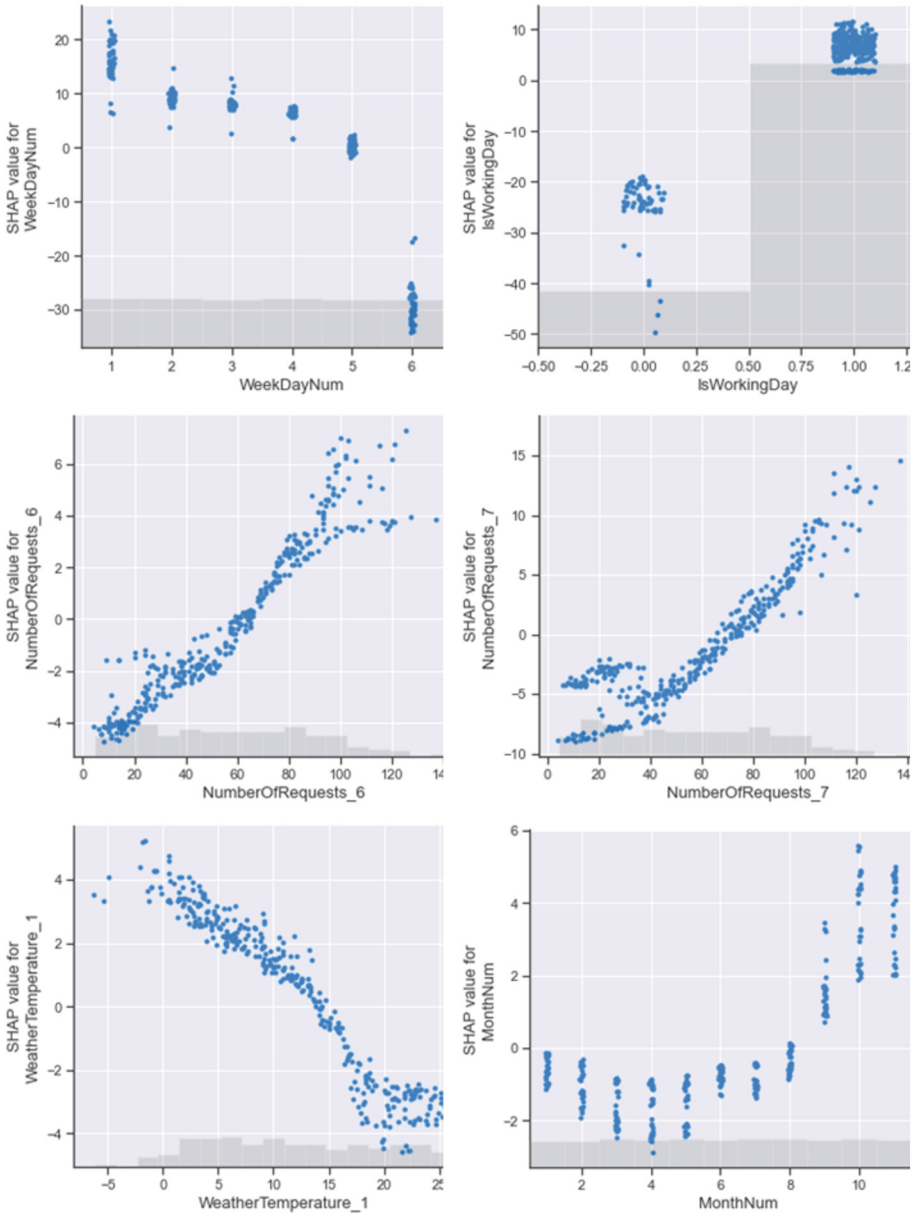 20
10
0
−10
−20
−30
SHAP value for
WeekDayNum
1 2 3 4 5 6
WeekDayNum
10
0
−10
−20
−30
−40
−50
SHAP value for
IsWorkingDay
−0.50 −0.25 0.00 0.25 0.50 0.75 1.00 1.2
IsWorkingDay
6
4
2
0
−2
−4
SHAP value for
NumberOfRequests_6
0 20 40 60 80 100 120 14
NumberOfRequests_6
15
10
5
0
−5
−10
SHAP value for
NumberOfRequests_7
0 20 40 60 80 100 120 14
NumberOfRequests_7
4
2
0
−2
−4
SHAP value for
WeatherTemperature_1
−5 0 5 10 15 20 25
WeatherTemperature_1
6
4
2
0
−2
SHAP value for
MonthNum
2 4 6 8 10
MonthNum